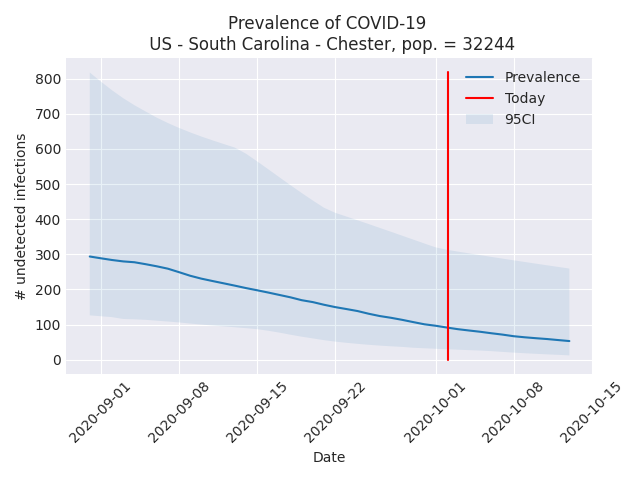 Prevalence of COVID-19
US - South Carolina - Chester, pop. = 32244
Prevalence
Today
95CI
# undetected infections
800
700
600
500
400
300
200
100
0
2020-09-01
2020-09-08
2020-09-15
2020-09-22
2020-10-01
2020-10-08
2020-10-15
Date